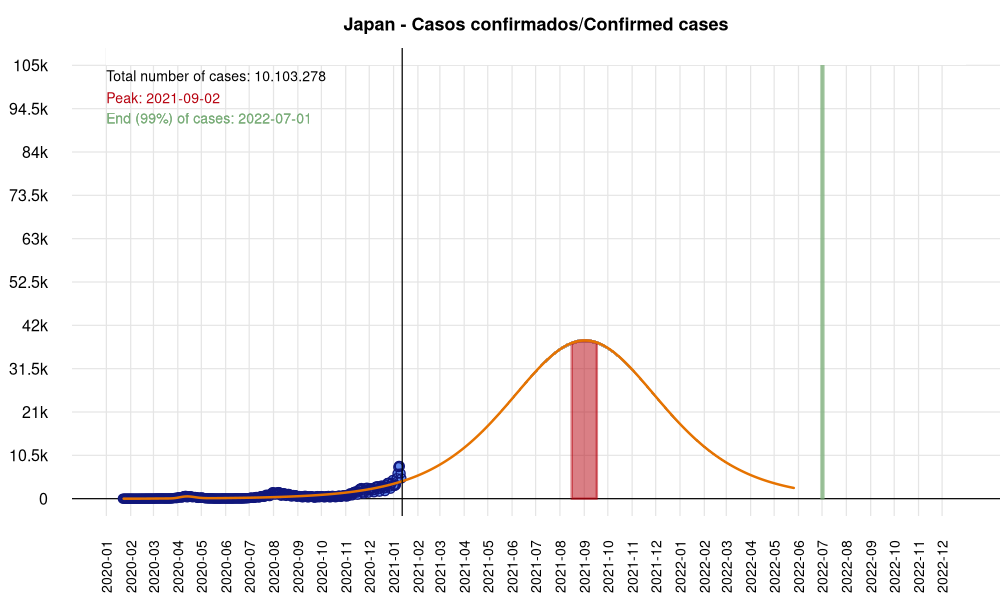 Japan - Casos confirmados/Confirmed cases
Total number of cases: 10.103.278
Peak: 2021-09-02
End (99%) of cases: 2022-07-01
105k
94.5k
84k
73.5k
63k
52.5k
42k
31.5k
21k
10.5k
0
2020-01
2020-02
2020-03
2020-04
2020-05
2020-06
2020-07
2020-08
2020-09
2020-10
2020-11
2020-12
2021-01
2021-03
2021-03
2021-04
2021-05
2021-06
2021-07
2021-08
2021-09
2021-10
2021-11
2021-12
2022-01
2022-02
2022-03
2022-04
2022-05
2022-06
2022-07
2022-08
2022-09
2022-10
2022-11
2022-12